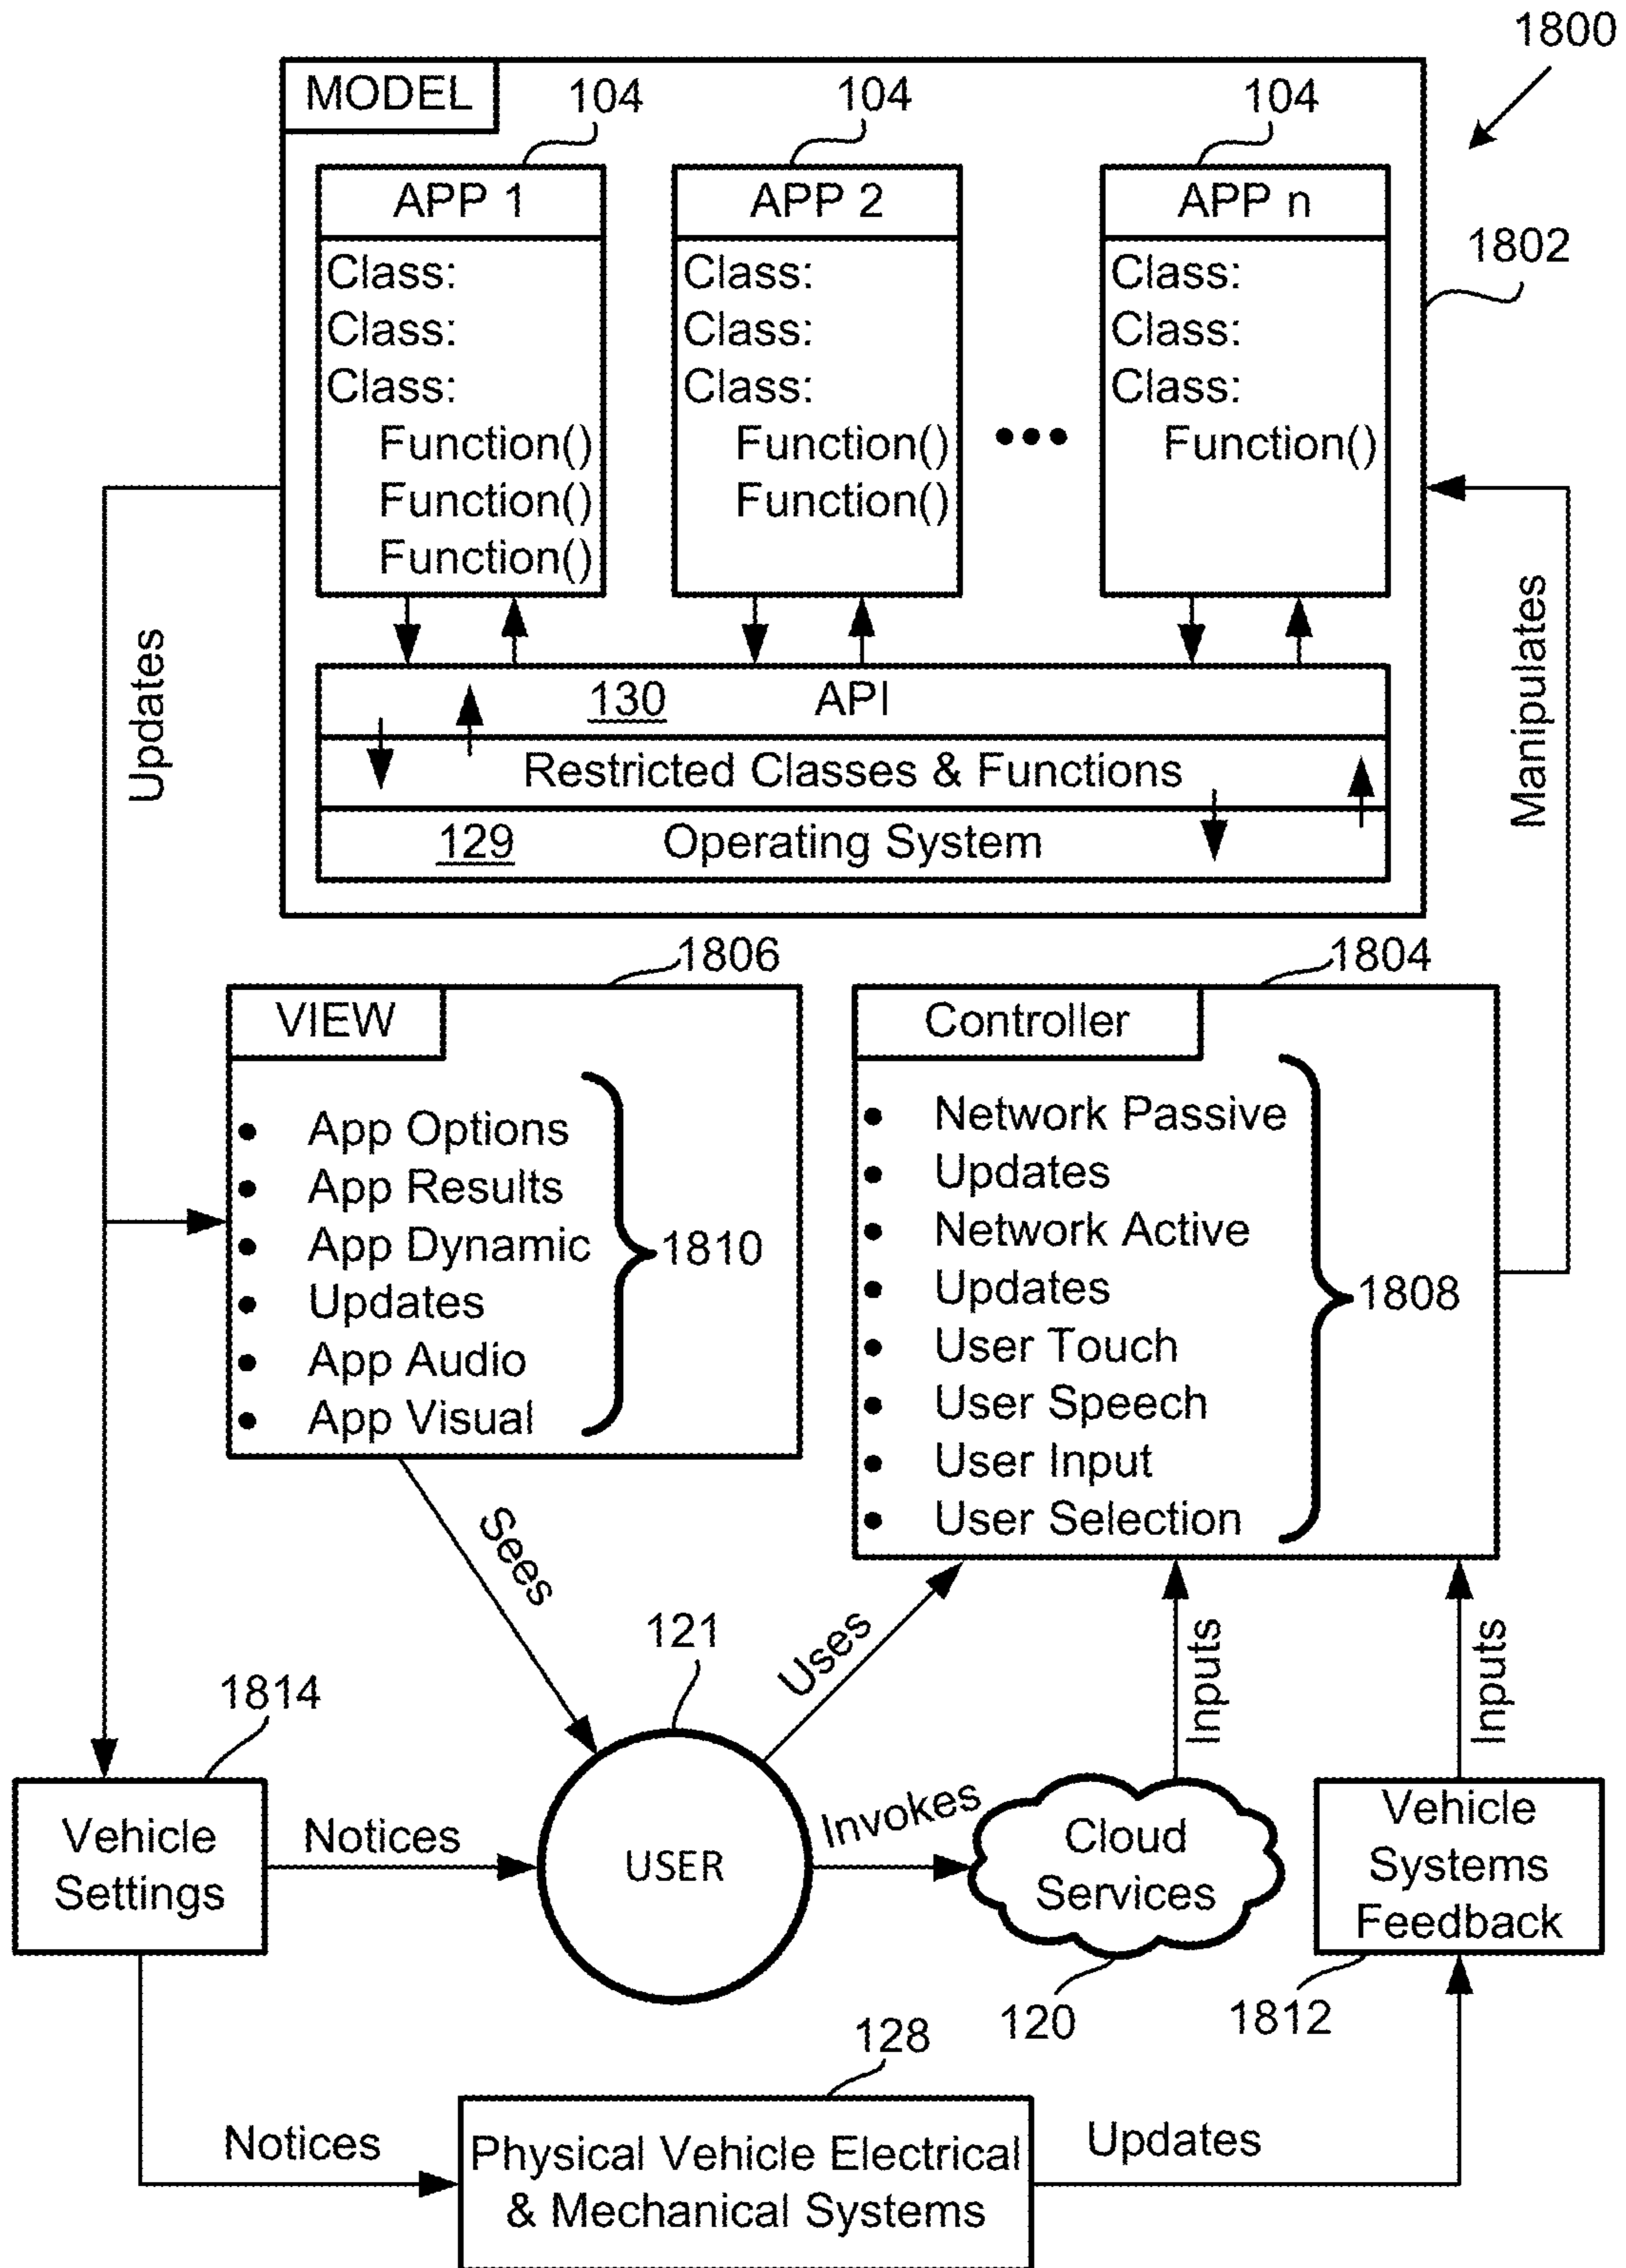 1800
MODEL
104
104
104
APP 1
APP 2
APP n
1802
Class:
Class:
Class:
Function()
Function()
Function()
Class:
Class:
Class:
Function()
Function()
•••
Class:
Class:
Class:
Function()
130 API
Restricted Classes & Functions
129 Operating System
Updates
Manipulates
1806
VIEW
• App Options
• App Results
• App Dynamic
• Updates
• App Audio
• App Visual
1810
1804
Controller
• Network Passive
• Updates
• Network Active
• Updates
• User Touch
• User Speech
• User Input
• User Selection
1808
Sees
Uses
Inputs
Inputs
121
1814
Vehicle
Settings
Notices
USER
Invokes
Cloud
Services
Vehicle
Systems
Feedback
120
1812
128
Notices
Physical Vehicle Electrical
& Mechanical Systems
Updates